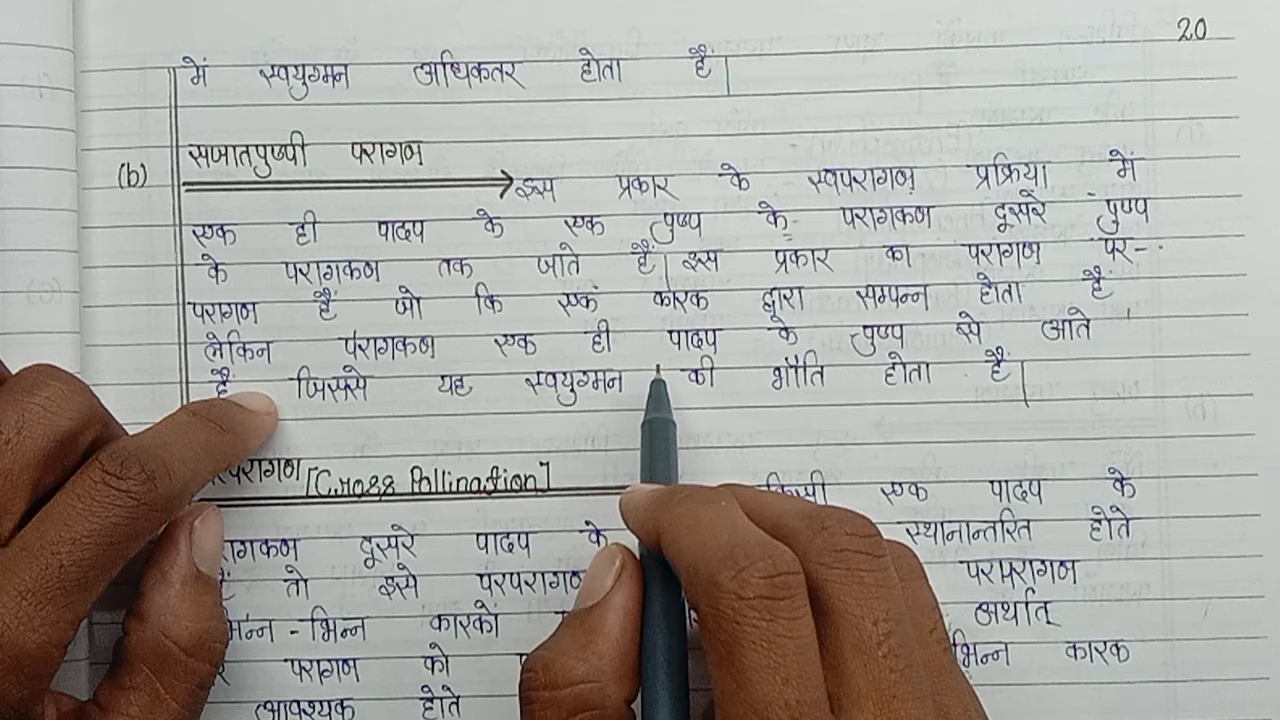 20
में स्वयुग्मन अधिकतर होता हैं|
(b) सजातपुष्पी परागण
इस प्रकार के स्वपरागण प्रक्रिया में
एक ही पादप के एक पुष्प के परागकण दूसरे पुष्प
के परागकण तक जाते हैं| इस प्रकार का परागण पर-
परागण हैं जो कि एक कारक द्वारा सम्पन्न होता हैं
लेकिन परागकण एक ही पादप के पुष्प से आते
हैं जिससे यह स्वयुग्मन की भाँति होता हैं|
परपरागण [Cross Pollination] किसी एक पादप के
रागकण दूसरे पादप के स्थानान्तरित होते
तो इसे परपरागण परपरागण
भिन्न-भिन्न कारकों अर्थात्
परागण को भिन्न कारक
आवश्यक होते